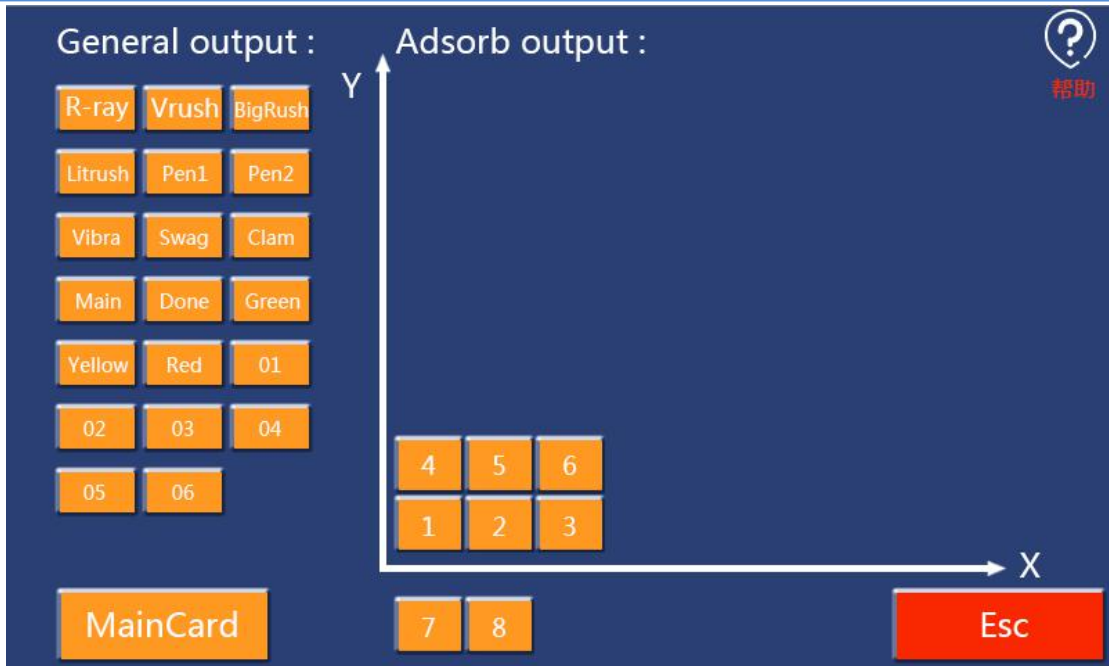 General output :
Adsorb output :
帮助
Y
R-ray Vrush BigRush
Litrush Pen1 Pen2
Vibra Swag Clam
Main Done Green
Yellow Red 01
02 03 04
05 06
4 5 6
1 2 3
X
MainCard
7 8
Esc